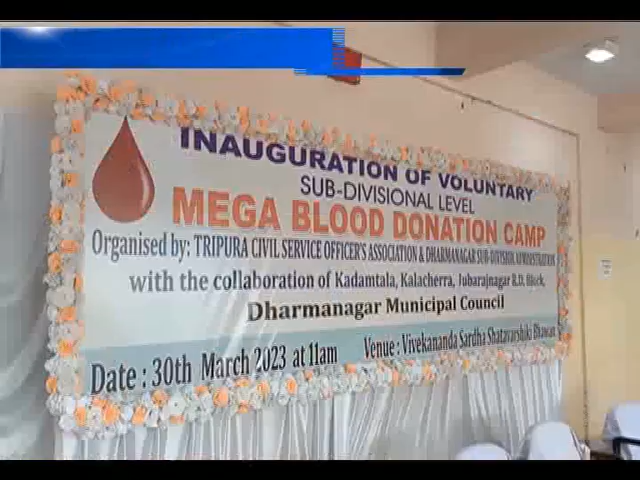 INAUGURATION OF VOLUNTARY
SUB-DIVISIONAL LEVEL
MEGA BLOOD DONATION CAMP
Organised by: TRIPURA CIVIL SERVICE OFFICER'S ASSOCIATION & DHARMANAGAR SUB-DIVISION ADMINISTRATION
with the collaboration of Kadamtala, Kalacherra, Jubarajnagar R.D. Block,
Dharmanagar Municipal Council
Date : 30th March 2023 at 11am Venue : Vivekananda Sardha Shatavarshiki Bhawan